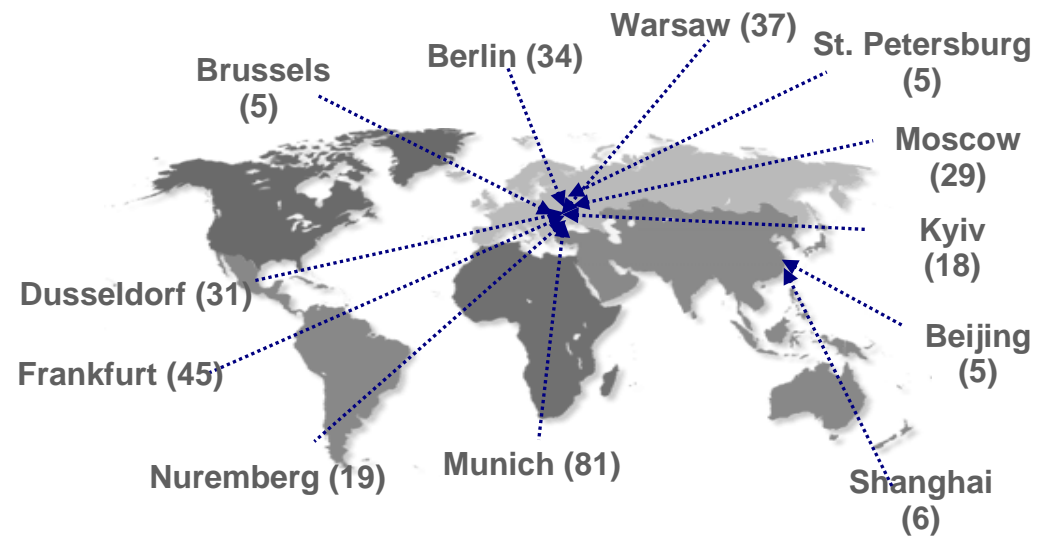 Warsaw (37)
St. Petersburg
(5)
Berlin (34)
Brussels
(5)
Moscow
(29)
Kyiv
(18)
Dusseldorf (31)
Beijing
(5)
Frankfurt (45)
Nuremberg (19)
Munich (81)
Shanghai
(6)